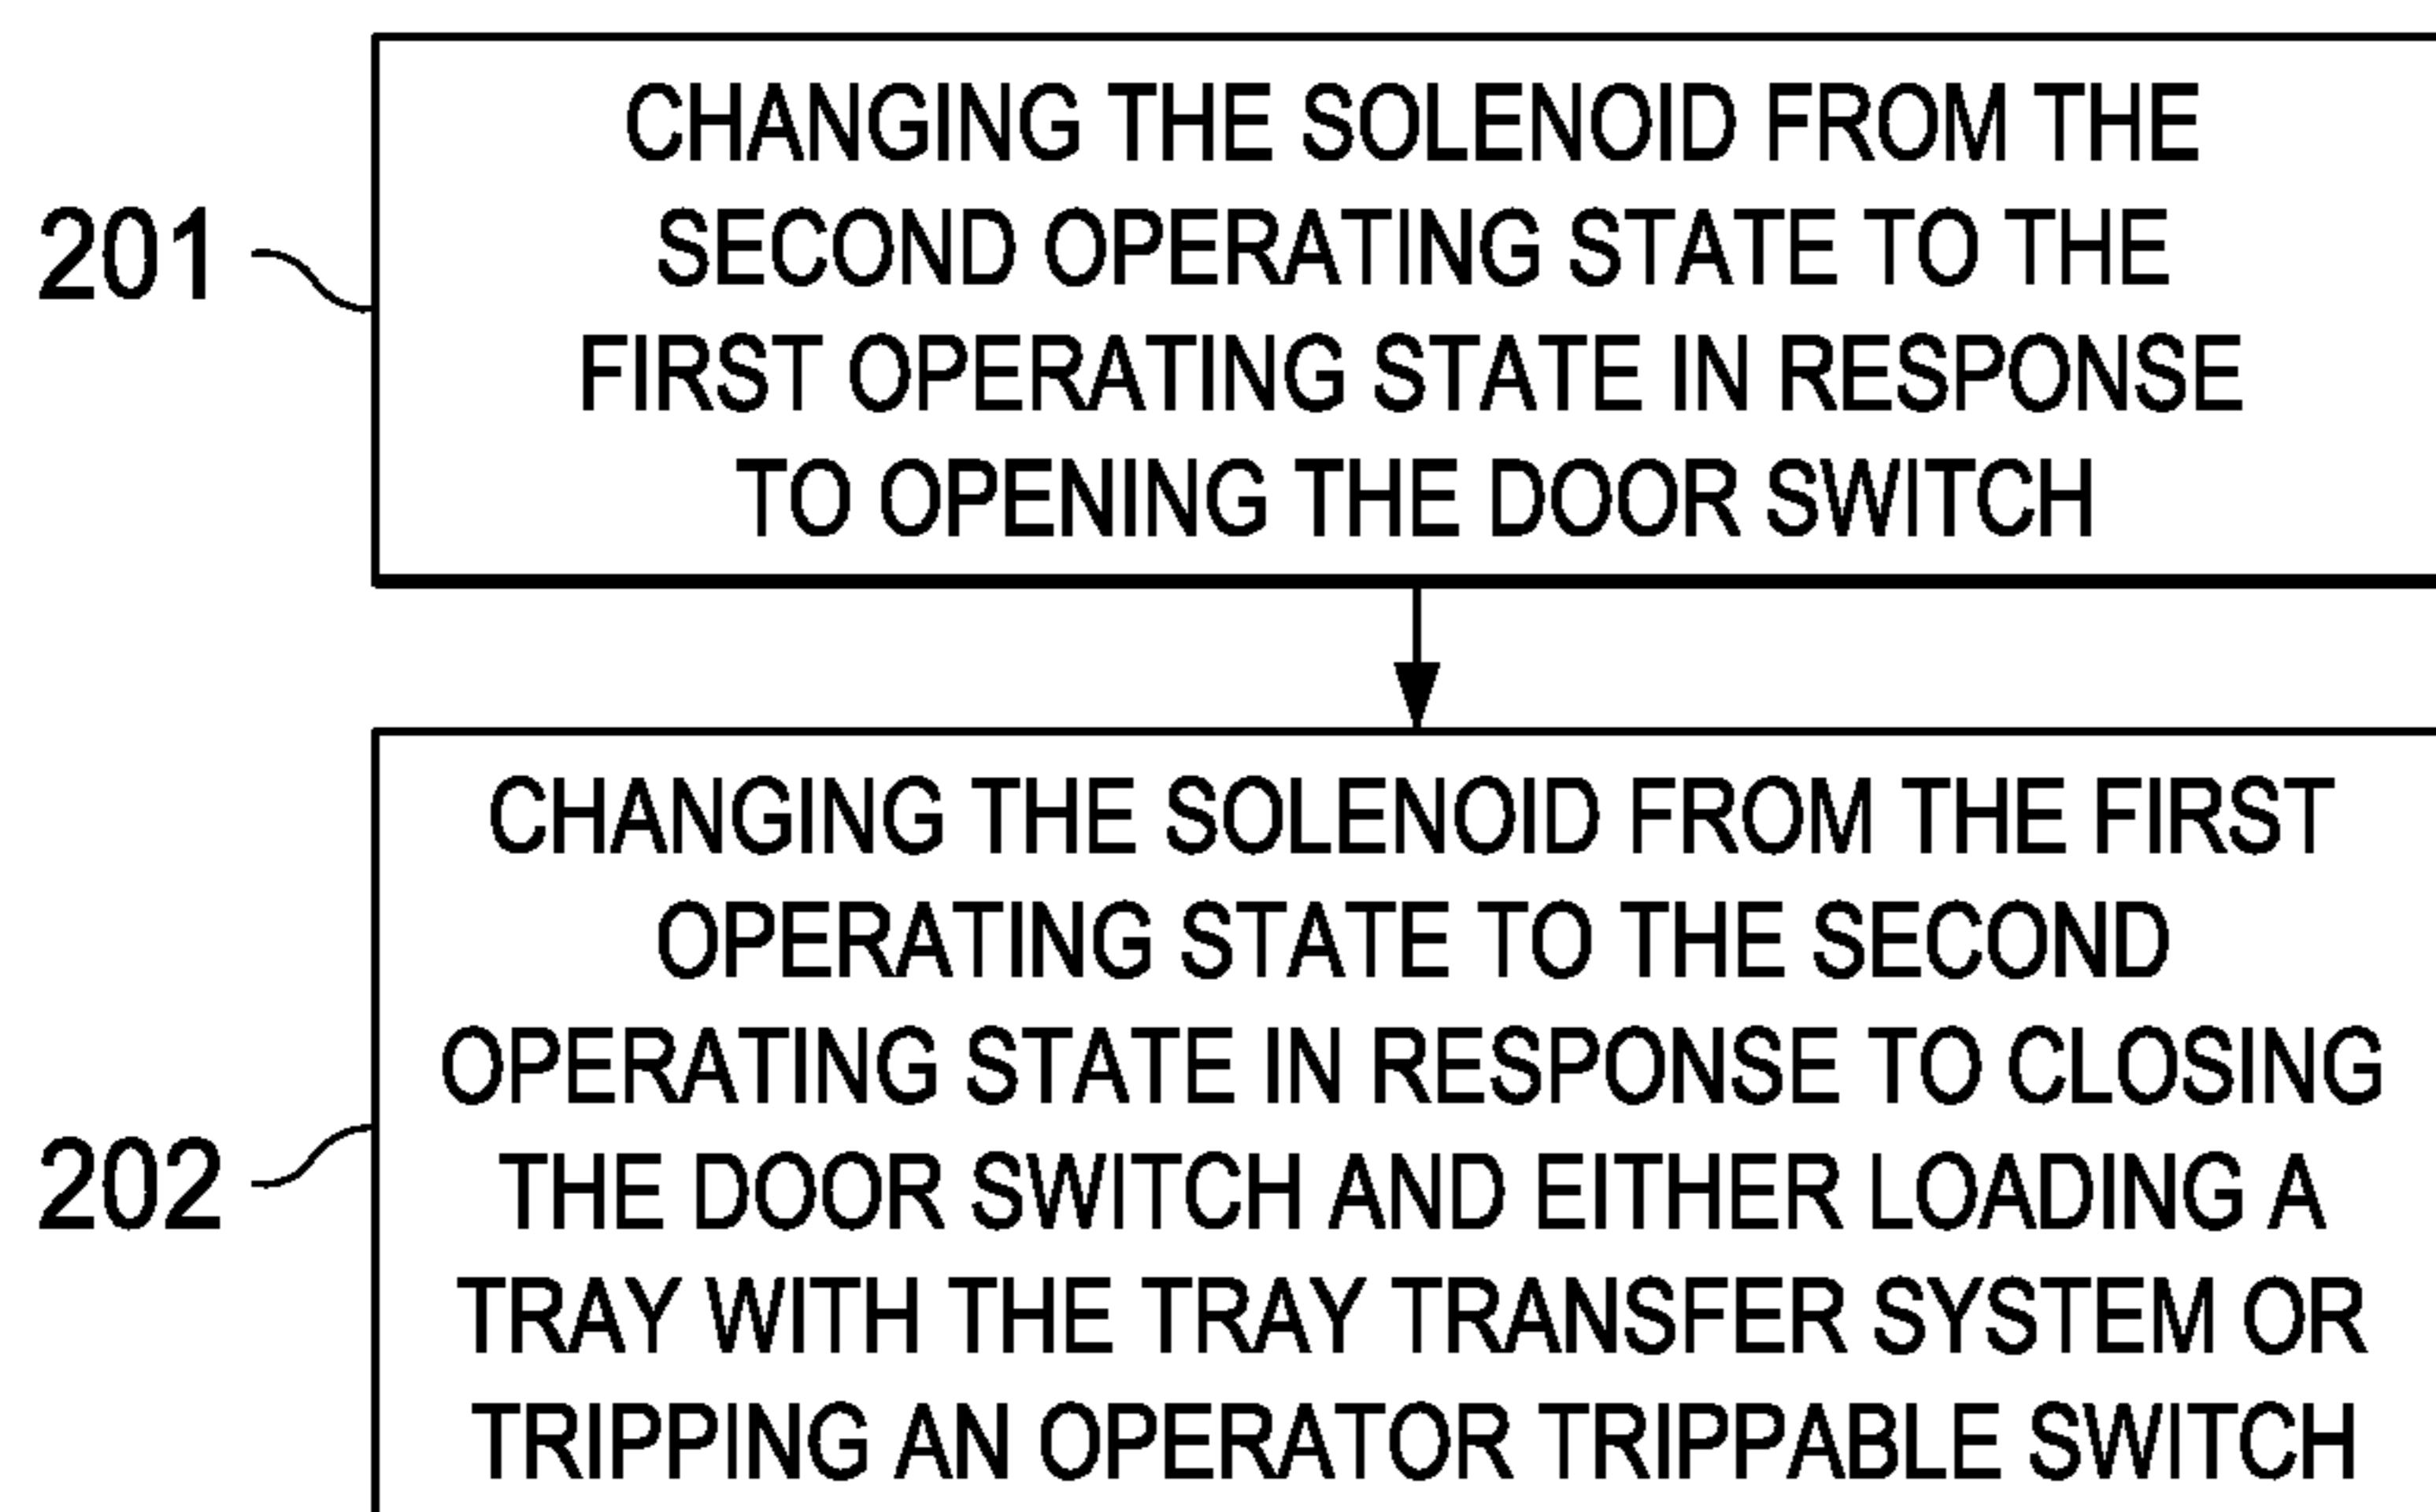 201
CHANGING THE SOLENOID FROM THE
SECOND OPERATING STATE TO THE
FIRST OPERATING STATE IN RESPONSE
TO OPENING THE DOOR SWITCH
202
CHANGING THE SOLENOID FROM THE FIRST
OPERATING STATE TO THE SECOND
OPERATING STATE IN RESPONSE TO CLOSING
THE DOOR SWITCH AND EITHER LOADING A
TRAY WITH THE TRAY TRANSFER SYSTEM OR
TRIPPING AN OPERATOR TRIPPABLE SWITCH